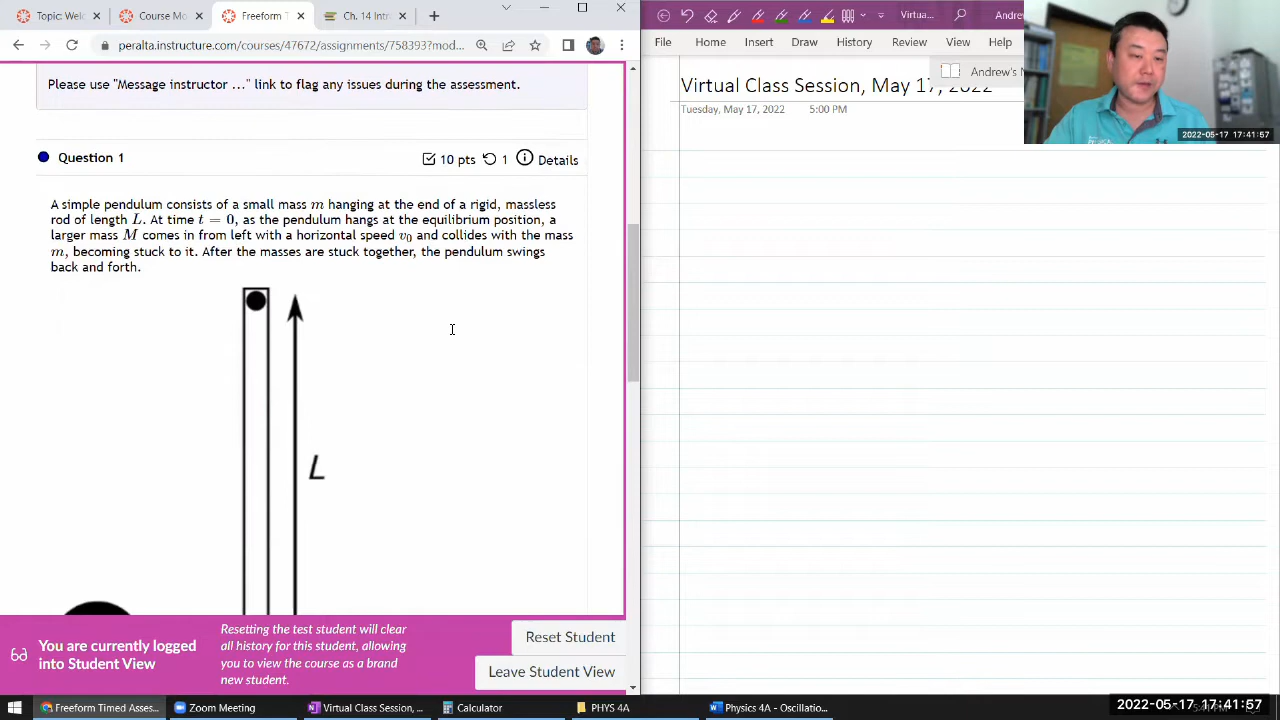 Topic Wel
Course Mo
Freeform T
Ch. 14 Intr
peralta.instructure.com/courses/47672/assignments/758393?mod...
Please use "Message instructor ..." link to flag any issues during the assessment.
Question 1
10 pts
1
Details
A simple pendulum consists of a small mass m hanging at the end of a rigid, massless
rod of length L. At time t = 0, as the pendulum hangs at the equilibrium position, a
larger mass M comes in from left with a horizontal speed v₀ and collides with the mass
m, becoming stuck to it. After the masses are stuck together, the pendulum swings
back and forth.
L
You are currently logged
into Student View
Resetting the test student will clear
all history for this student, allowing
you to view the course as a brand
new student.
Reset Student
Leave Student View
Virtua...
Andre
File
Home
Insert
Draw
History
Review
View
Help
Andrew's N
Virtual Class Session, May 17, 2022
Tuesday, May 17, 2022
5:00 PM
2022-05-17 17:41:57
Freeform Timed Asses...
Zoom Meeting
Virtual Class Session, ...
Calculator
PHYS 4A
Physics 4A - Oscillatio...
2022-05-17 17:41:57